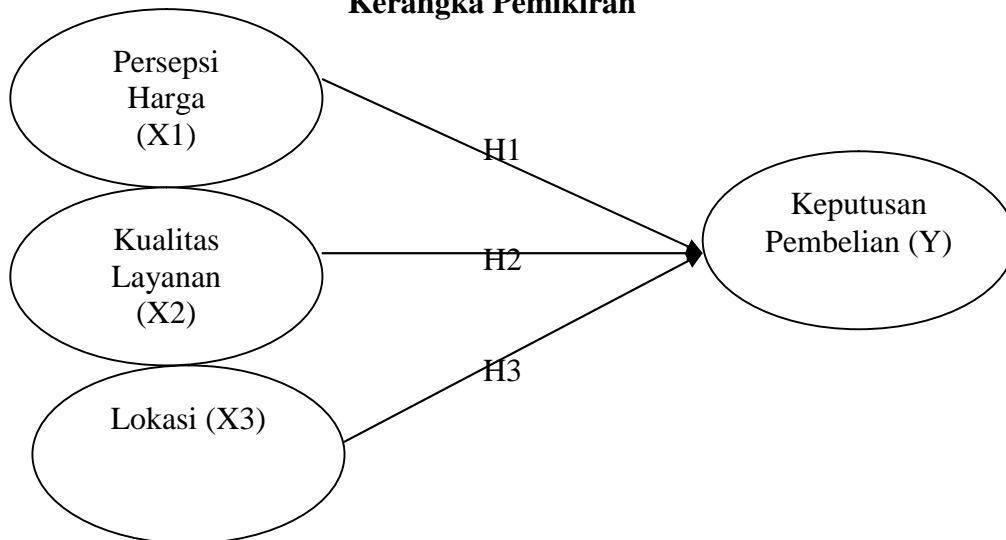 Kerangka Pemikiran
Persepsi
Harga
(X1)
H1
Kualitas
Layanan
(X2)
H2
Lokasi (X3)
H3
Keputusan
Pembelian (Y)